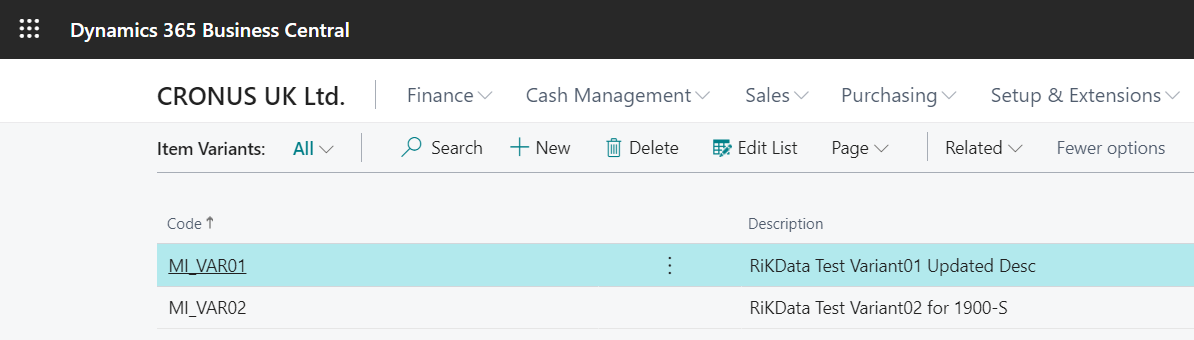 Dynamics 365 Business Central
CRONUS UK Ltd. Finance Cash Management Sales Purchasing Setup & Extensions
Item Variants: All Search New Delete Edit List Page Related Fewer options
Code ↑ Description
MI_VAR01 RiKData Test Variant01 Updated Desc
MI_VAR02 RiKData Test Variant02 for 1900-S